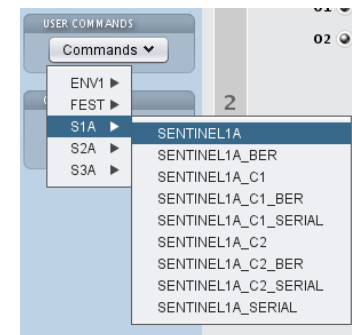 USER COMMANDS
Commands
ENV1
FEST
S1A
S2A
S3A
SENTINEL1A
SENTINEL1A_BER
SENTINEL1A_C1
SENTINEL1A_C1_BER
SENTINEL1A_C1_SERIAL
SENTINEL1A_C2
SENTINEL1A_C2_BER
SENTINEL1A_C2_SERIAL
SENTINEL1A_SERIAL
02
2